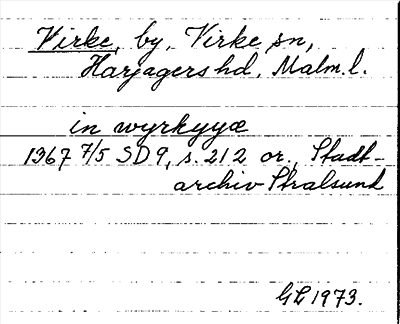 Virke, by, Virke sn,
Harjagers hd, Malm. l.
in wyrkyyæ
1367 7/5 SD 9, s. 212 or., Stadt-
archiv Stralsund
GL 1973.